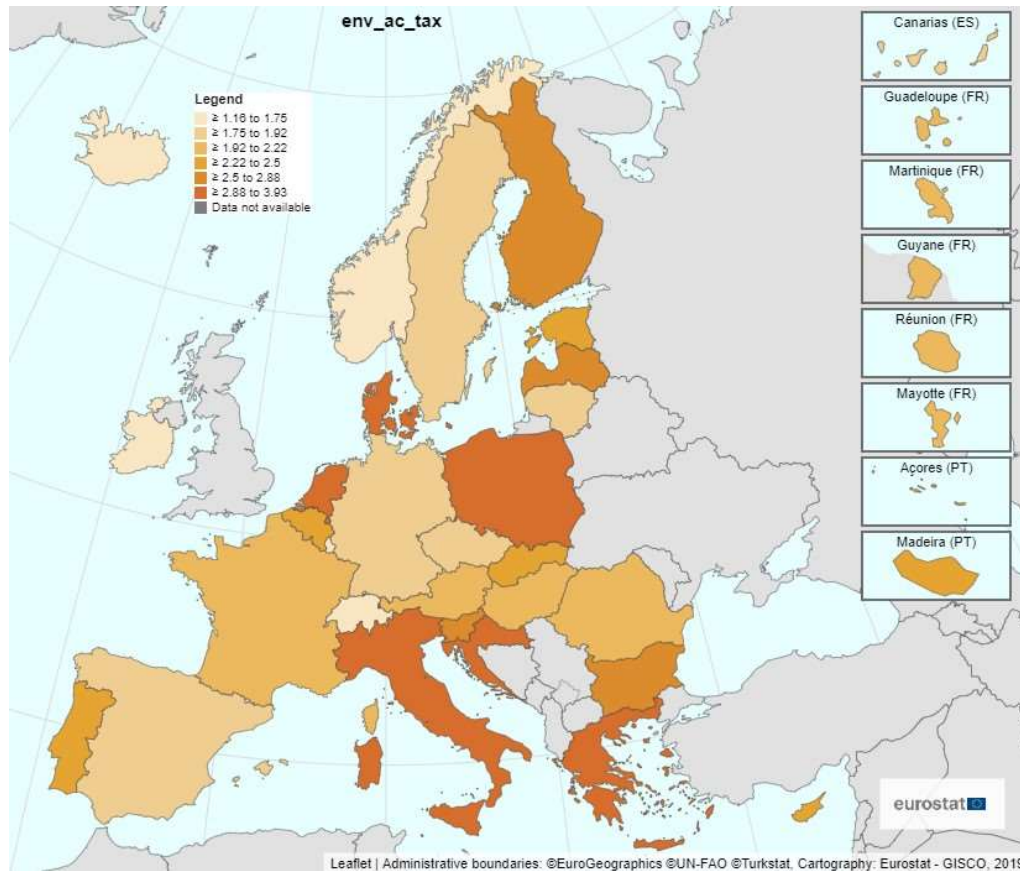 env_ac_tax
Legend
≥ 1.16 to 1.75
≥ 1.75 to 1.92
≥ 1.92 to 2.22
≥ 2.22 to 2.5
≥ 2.5 to 2.88
≥ 2.88 to 3.93
Data not available
Canarias (ES)
Guadeloupe (FR)
Martinique (FR)
Guyane (FR)
Réunion (FR)
Mayotte (FR)
Açores (PT)
Madeira (PT)
eurostat
Leaflet | Administrative boundaries: ©EuroGeographics ©UN-FAO ©Turkstat, Cartography: Eurostat - GISCO, 2019